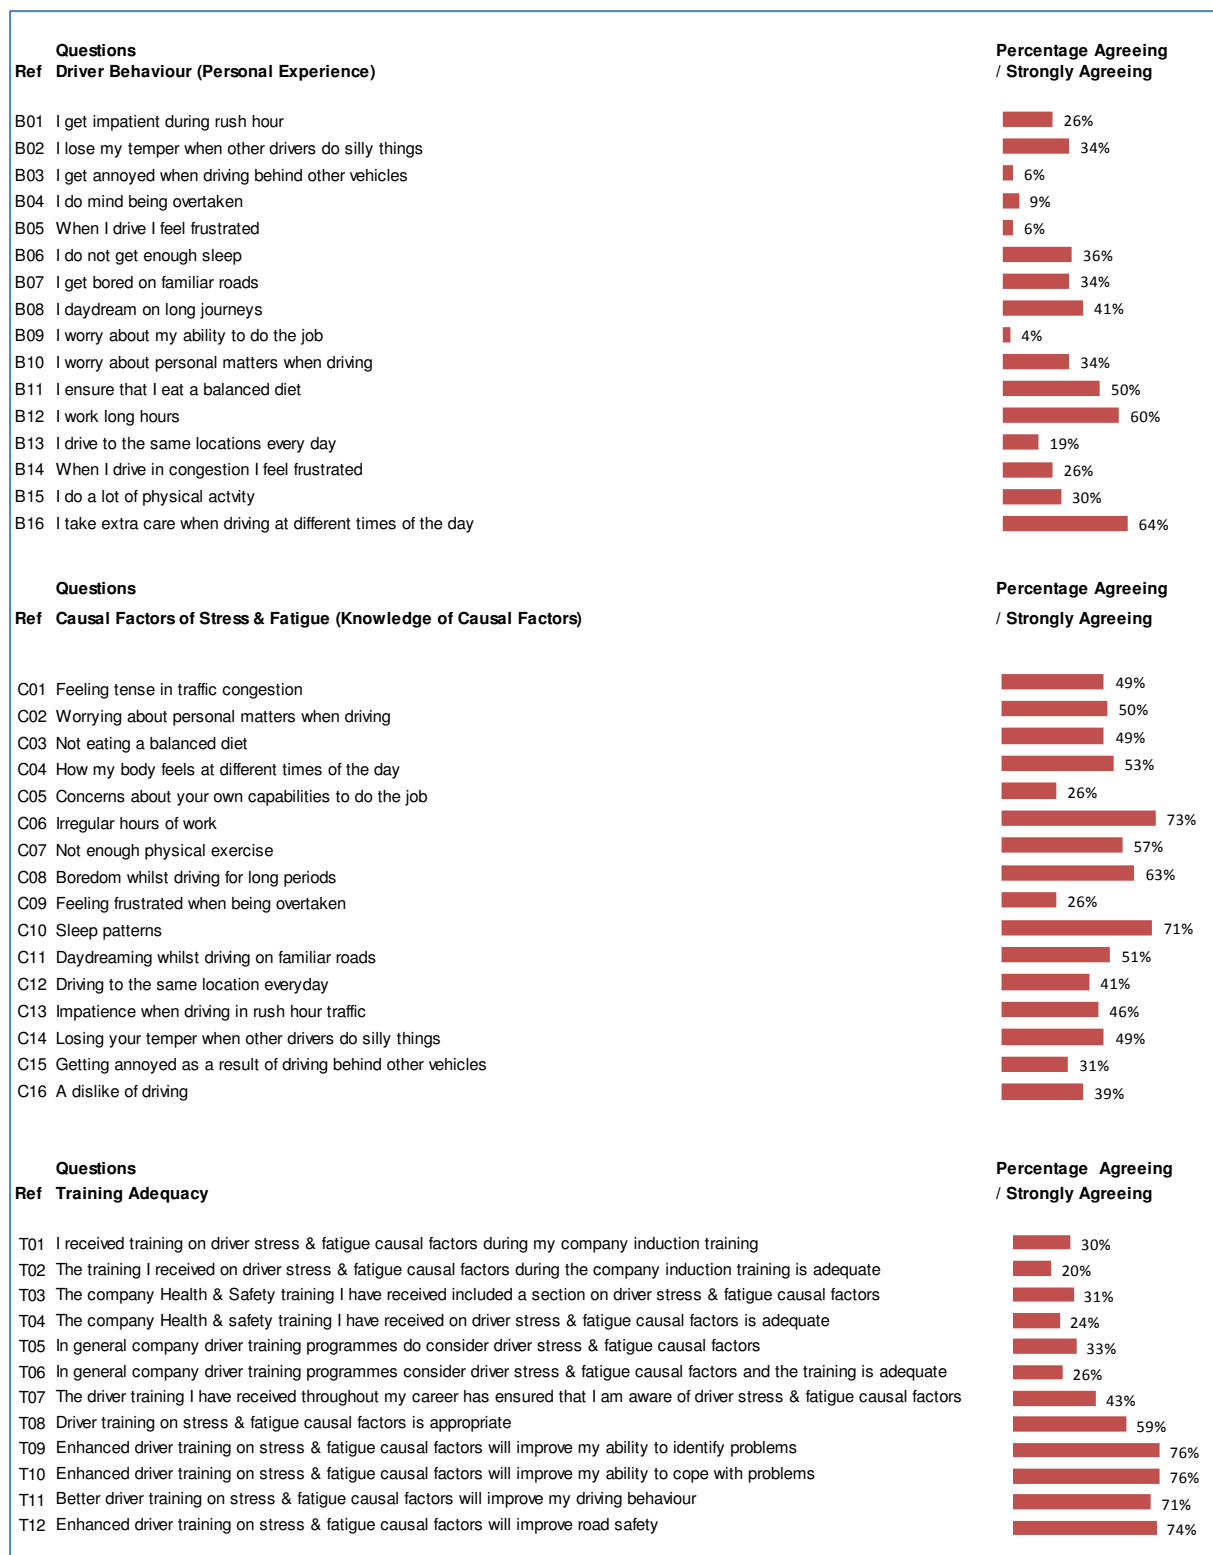 Questions Percentage Agreeing
Ref Driver Behaviour (Personal Experience) / Strongly Agreeing
B01 I get impatient during rush hour 26%
B02 I lose my temper when other drivers do silly things 34%
B03 I get annoyed when driving behind other vehicles 6%
B04 I do mind being overtaken 9%
B05 When I drive I feel frustrated 6%
B06 I do not get enough sleep 36%
B07 I get bored on familiar roads 34%
B08 I daydream on long journeys 41%
B09 I worry about my ability to do the job 4%
B10 I worry about personal matters when driving 34%
B11 I ensure that I eat a balanced diet 50%
B12 I work long hours 60%
B13 I drive to the same locations every day 19%
B14 When I drive in congestion I feel frustrated 26%
B15 I do a lot of physical actvity 30%
B16 I take extra care when driving at different times of the day 64%
Questions Percentage Agreeing
Ref Causal Factors of Stress & Fatigue (Knowledge of Causal Factors) / Strongly Agreeing
C01 Feeling tense in traffic congestion 49%
C02 Worrying about personal matters when driving 50%
C03 Not eating a balanced diet 49%
C04 How my body feels at different times of the day 53%
C05 Concerns about your own capabilities to do the job 26%
C06 Irregular hours of work 73%
C07 Not enough physical exercise 57%
C08 Boredom whilst driving for long periods 63%
C09 Feeling frustrated when being overtaken 26%
C10 Sleep patterns 71%
C11 Daydreaming whilst driving on familiar roads 51%
C12 Driving to the same location everyday 41%
C13 Impatience when driving in rush hour traffic 46%
C14 Losing your temper when other drivers do silly things 49%
C15 Getting annoyed as a result of driving behind other vehicles 31%
C16 A dislike of driving 39%
Questions Percentage Agreeing
Ref Training Adequacy / Strongly Agreeing
T01 I received training on driver stress & fatigue causal factors during my company induction training 30%
T02 The training I received on driver stress & fatigue causal factors during the company induction training is adequate 20%
T03 The company Health & Safety training I have received included a section on driver stress & fatigue causal factors 31%
T04 The company Health & safety training I have received on driver stress & fatigue causal factors is adequate 24%
T05 In general company driver training programmes do consider driver stress & fatigue causal factors 33%
T06 In general company driver training programmes consider driver stress & fatigue causal factors and the training is adequate 26%
T07 The driver training I have received throughout my career has ensured that I am aware of driver stress & fatigue causal factors 43%
T08 Driver training on stress & fatigue causal factors is appropriate 59%
T09 Enhanced driver training on stress & fatigue causal factors will improve my ability to identify problems 76%
T10 Enhanced driver training on stress & fatigue causal factors will improve my ability to cope with problems 76%
T11 Better driver training on stress & fatigue causal factors will improve my driving behaviour 71%
T12 Enhanced driver training on stress & fatigue causal factors will improve road safety 74%